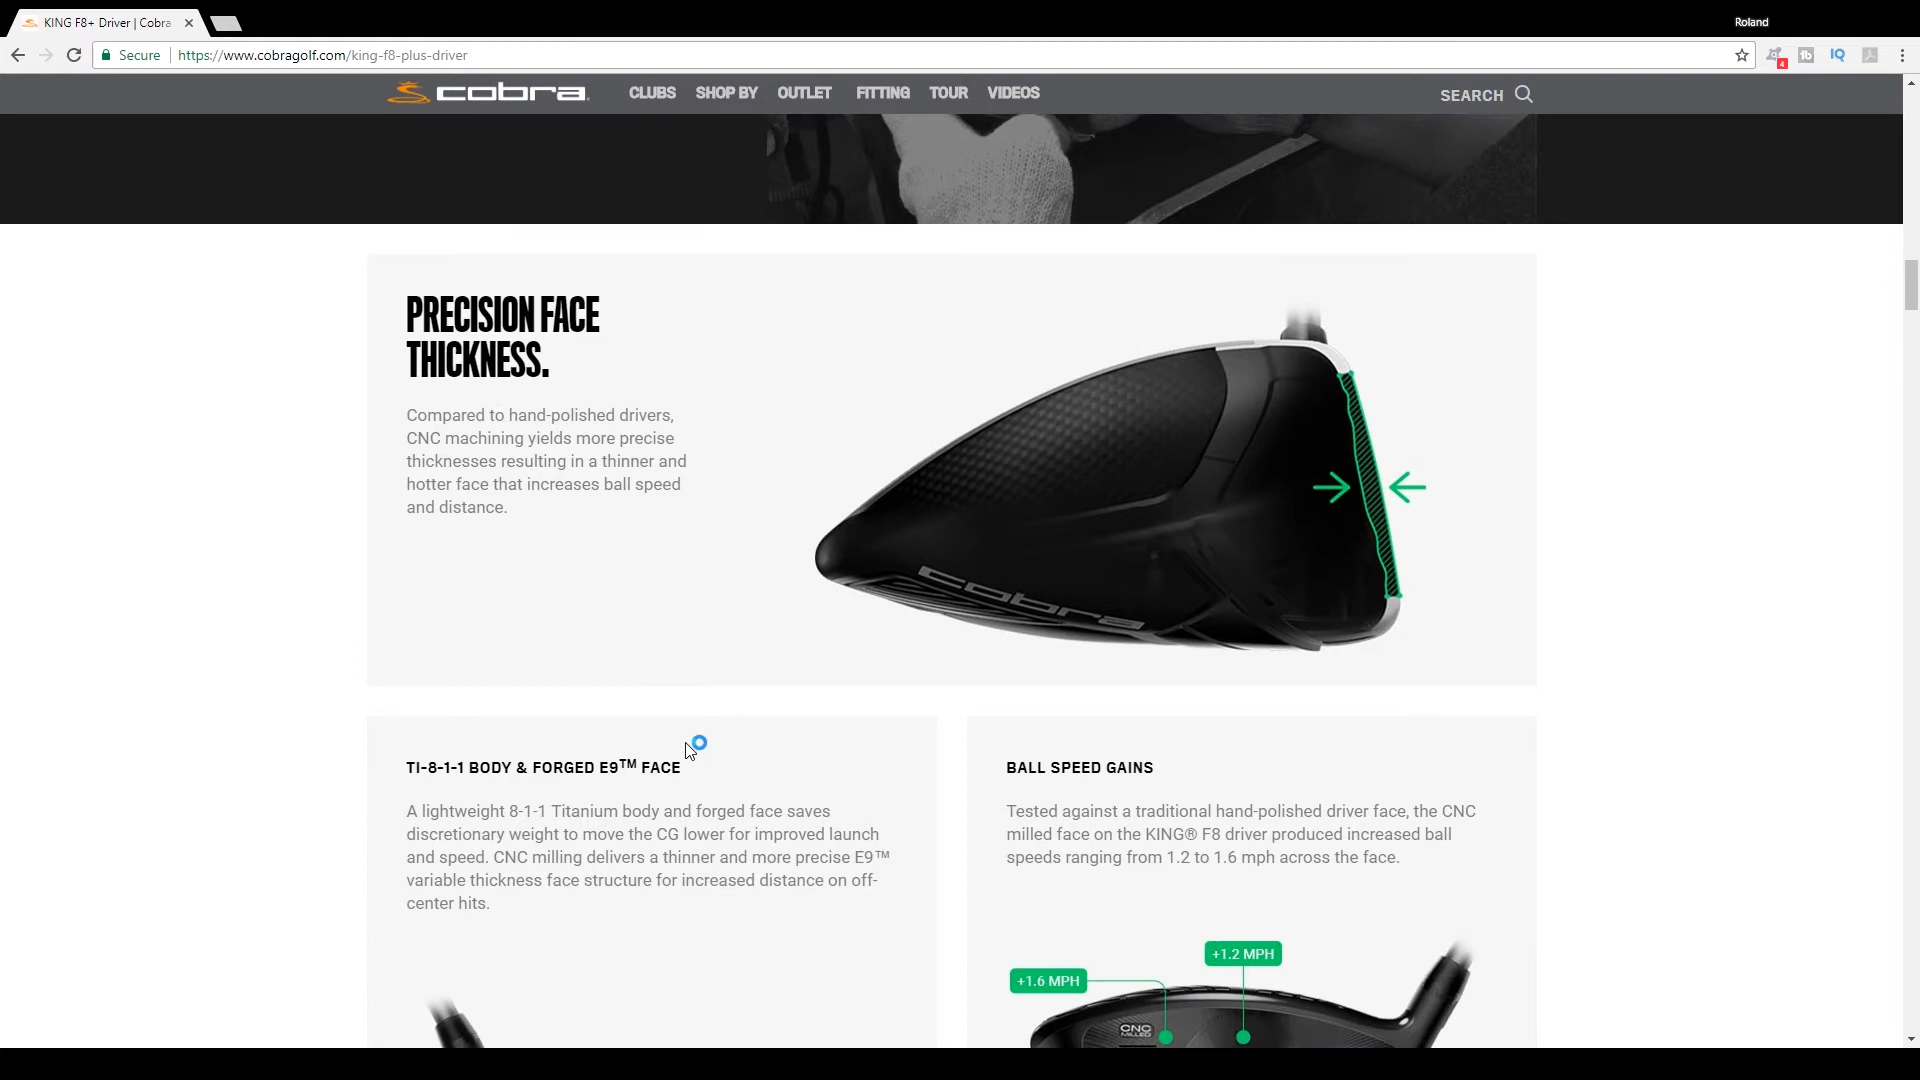 KING F8+ Driver | Cobra
Roland
Secure
https://www.cobragolf.com/king-f8-plus-driver
4
tb
IQ
cobra
CLUBS
SHOP BY
OUTLET
FITTING
TOUR
VIDEOS
SEARCH
PRECISION FACE
THICKNESS.
Compared to hand-polished drivers,
CNC machining yields more precise
thicknesses resulting in a thinner and
hotter face that increases ball speed
and distance.
cobra
TI-8-1-1 BODY & FORGED E9™ FACE
A lightweight 8-1-1 Titanium body and forged face saves
discretionary weight to move the CG lower for improved launch
and speed. CNC milling delivers a thinner and more precise E9™
variable thickness face structure for increased distance on off-
center hits.
BALL SPEED GAINS
Tested against a traditional hand-polished driver face, the CNC
milled face on the KING® F8 driver produced increased ball
speeds ranging from 1.2 to 1.6 mph across the face.
+1.2 MPH
+1.6 MPH
CNC
MILLED